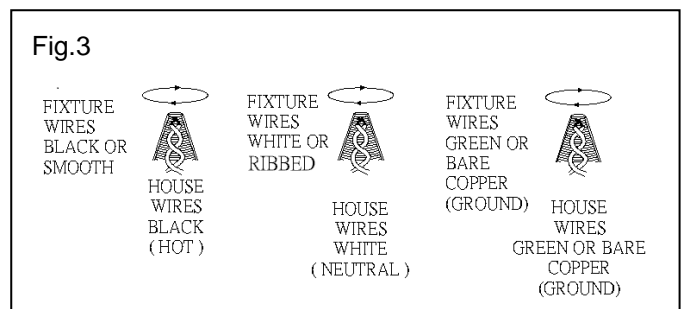 Fig.3
FIXTURE
WIRES
BLACK OR
SMOOTH
HOUSE
WIRES
BLACK
( HOT )
FIXTURE
WIRES
WHITE OR
RIBBED
HOUSE
WIRES
WHITE
( NEUTRAL )
FIXTURE
WIRES
GREEN OR
BARE
COPPER
(GROUND)
HOUSE
WIRES
GREEN OR BARE
COPPER
(GROUND)